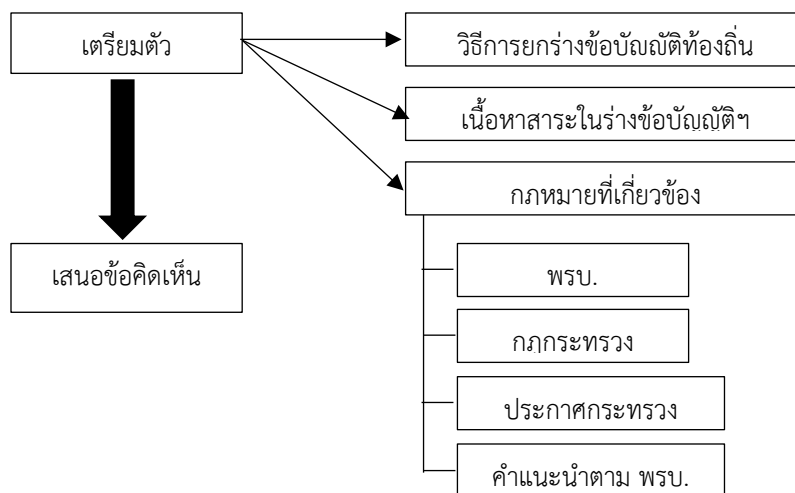 เตรียมตัว
วิธีการยกร่างข้อบัญญัติท้องถิ่น
เนื้อหาสาระในร่างข้อบัญญัติฯ
กฎหมายที่เกี่ยวข้อง
เสนอข้อคิดเห็น
พรบ.
กฎกระทรวง
ประกาศกระทรวง
คำแนะนำตาม พรบ.